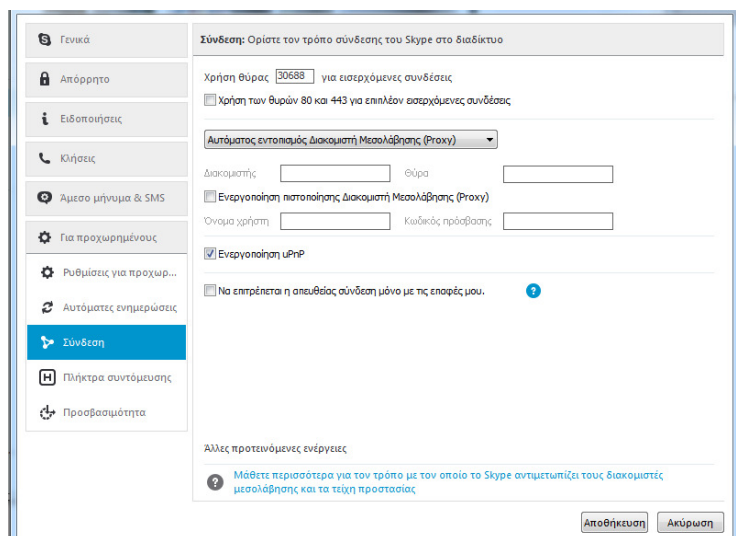 Γενικά
Απόρρητο
Ειδοποιήσεις
Κλήσεις
Άμεσο μήνυμα & SMS
Για προχωρημένους
Ρυθμίσεις για προχωρ...
Αυτόματες ενημερώσεις
Σύνδεση
Πλήκτρα συντόμευσης
Προσβασιμότητα
Σύνδεση: Ορίστε τον τρόπο σύνδεσης του Skype στο διαδίκτυο
Χρήση θύρας 30688 για εισερχόμενες συνδέσεις
Χρήση των θυρών 80 και 443 για επιπλέον εισερχόμενες συνδέσεις
Αυτόματος εντοπισμός Διακομιστή Μεσολάβησης (Proxy)
Διακομιστής Θύρα
Ενεργοποίηση πιστοποίησης Διακομιστή Μεσολάβησης (Proxy)
Όνομα χρήστη Κωδικός πρόσβασης
Ενεργοποίηση uPnP
Να επιτρέπεται η απευθείας σύνδεση μόνο με τις επαφές μου.
Άλλες προτεινόμενες ενέργειες
Μάθετε περισσότερα για τον τρόπο με τον οποίο το Skype αντιμετωπίζει τους διακομιστές
μεσολάβησης και τα τείχη προστασίας
Αποθήκευση Ακύρωση